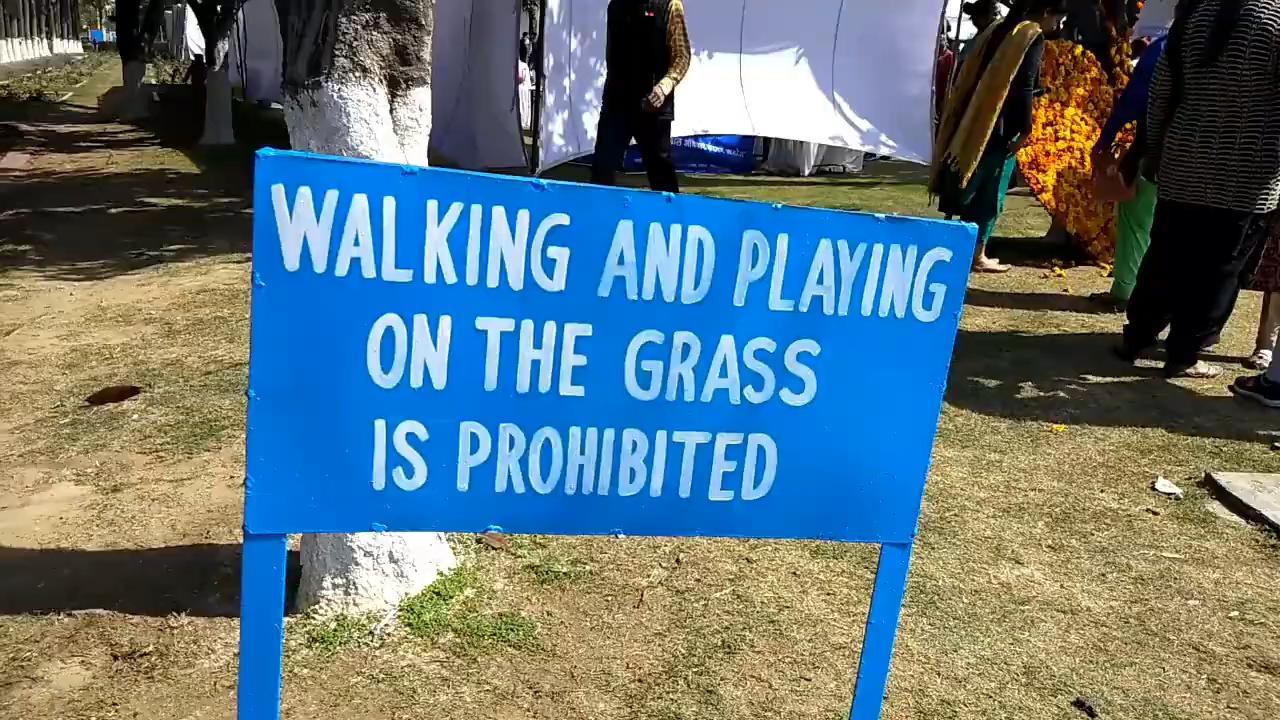 WALKING AND PLAYING
ON THE GRASS
IS PROHIBITED